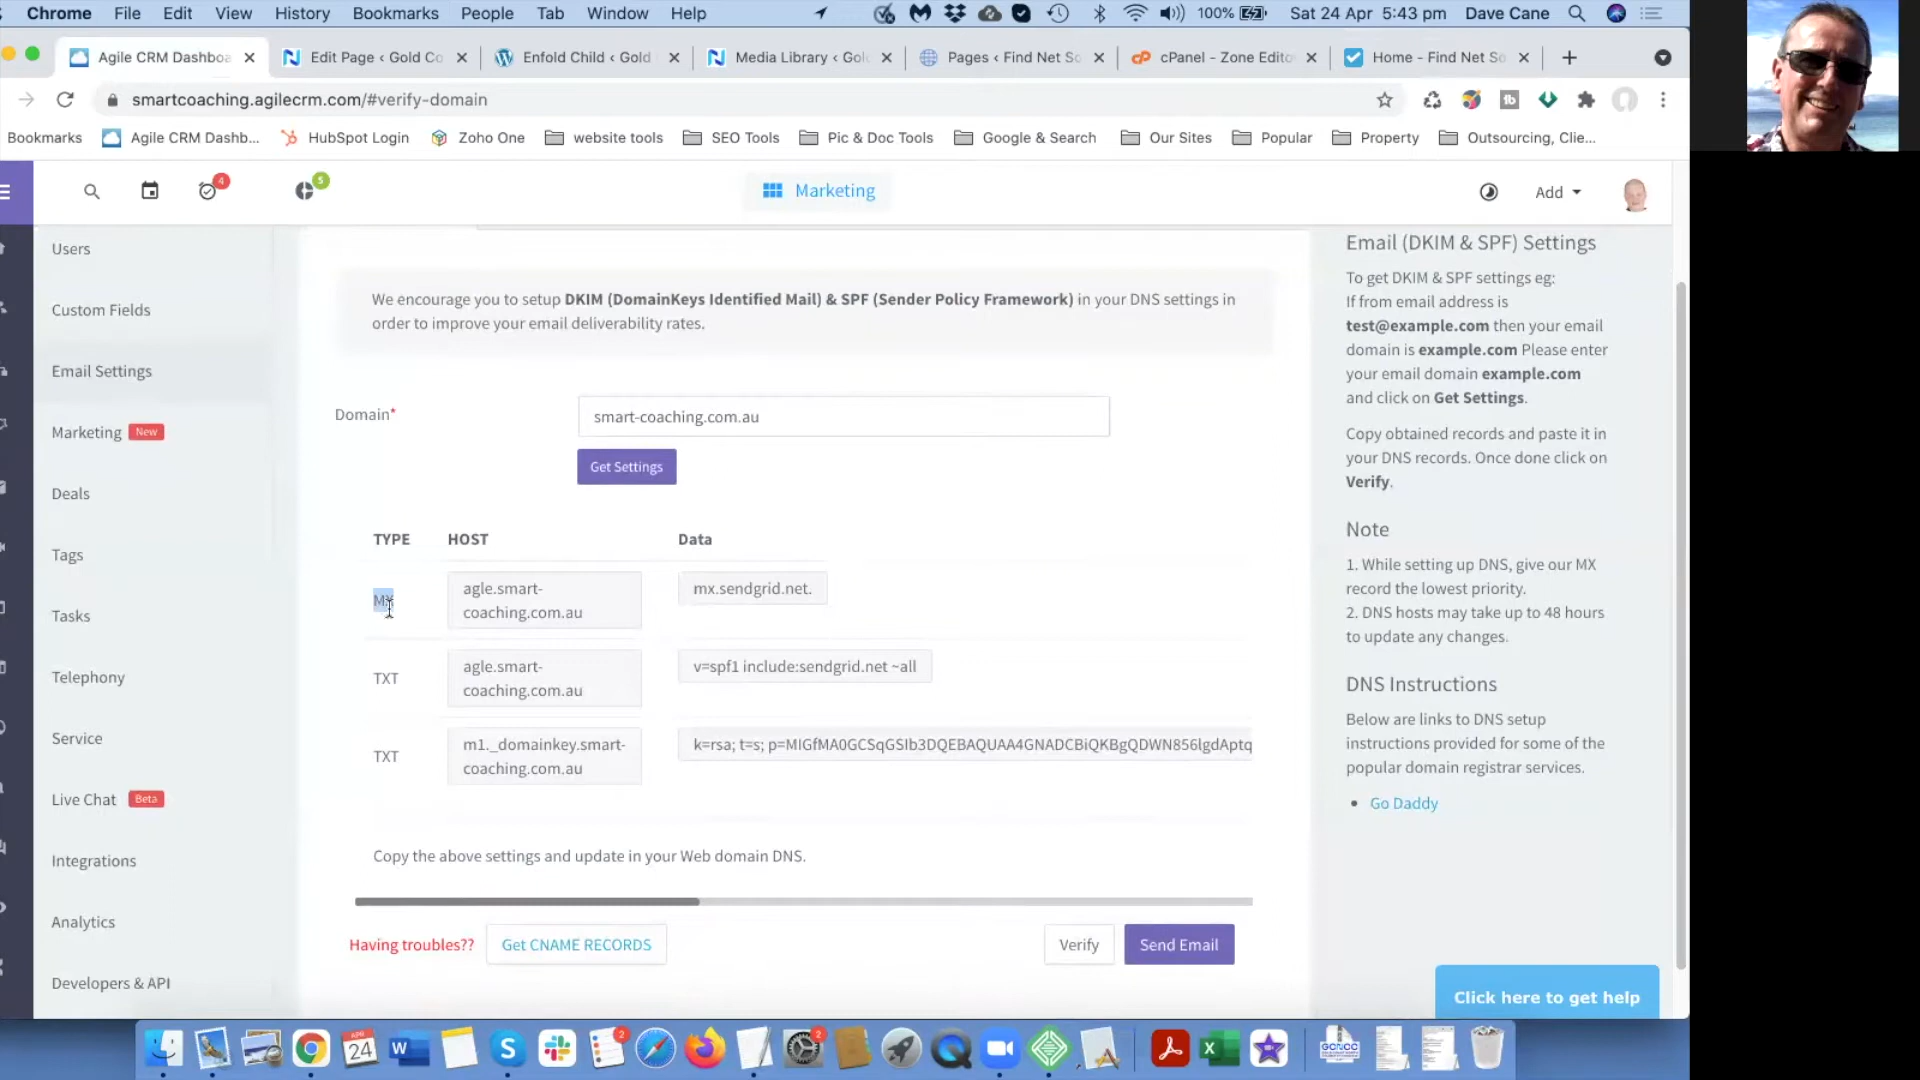 Chrome File Edit View History Bookmarks People Tab Window Help 100% Sat 24 Apr 5:43 pm Dave Cane
Agile CRM Dashboa Edit Page ‹ Gold Co Enfold Child ‹ Gold Media Library ‹ Gol Pages ‹ Find Net So cPanel - Zone Edito Home - Find Net So
smartcoaching.agilecrm.com/#verify-domain
Bookmarks Agile CRM Dashb... HubSpot Login Zoho One website tools SEO Tools Pic & Doc Tools Google & Search Our Sites Popular Property Outsourcing, Clie...
4
5
Marketing
Add
Users
Custom Fields
Email Settings
Marketing New
Deals
Tags
Tasks
Telephony
Service
Live Chat Beta
Integrations
Analytics
Developers & API
We encourage you to setup DKIM (DomainKeys Identified Mail) & SPF (Sender Policy Framework) in your DNS settings in
order to improve your email deliverability rates.
Domain*
smart-coaching.com.au
Get Settings
TYPE HOST Data
MX
agle.smart-
coaching.com.au
mx.sendgrid.net.
TXT
agle.smart-
coaching.com.au
v=spf1 include:sendgrid.net ~all
TXT
m1._domainkey.smart-
coaching.com.au
k=rsa; t=s; p=MIGfMA0GCSqGSIb3DQEBAQUAA4GNADCBiQKBgQDWN856lgdAptq
Copy the above settings and update in your Web domain DNS.
Having troubles?? Get CNAME RECORDS Verify Send Email
Email (DKIM & SPF) Settings
To get DKIM & SPF settings eg:
If from email address is
test@example.com then your email
domain is example.com Please enter
your email domain example.com
and click on Get Settings.
Copy obtained records and paste it in
your DNS records. Once done click on
Verify.
Note
1. While setting up DNS, give our MX
record the lowest priority.
2. DNS hosts may take up to 48 hours
to update any changes.
DNS Instructions
Below are links to DNS setup
instructions provided for some of the
popular domain registrar services.
Go Daddy
Click here to get help
APR
24
2
2
GCNCC